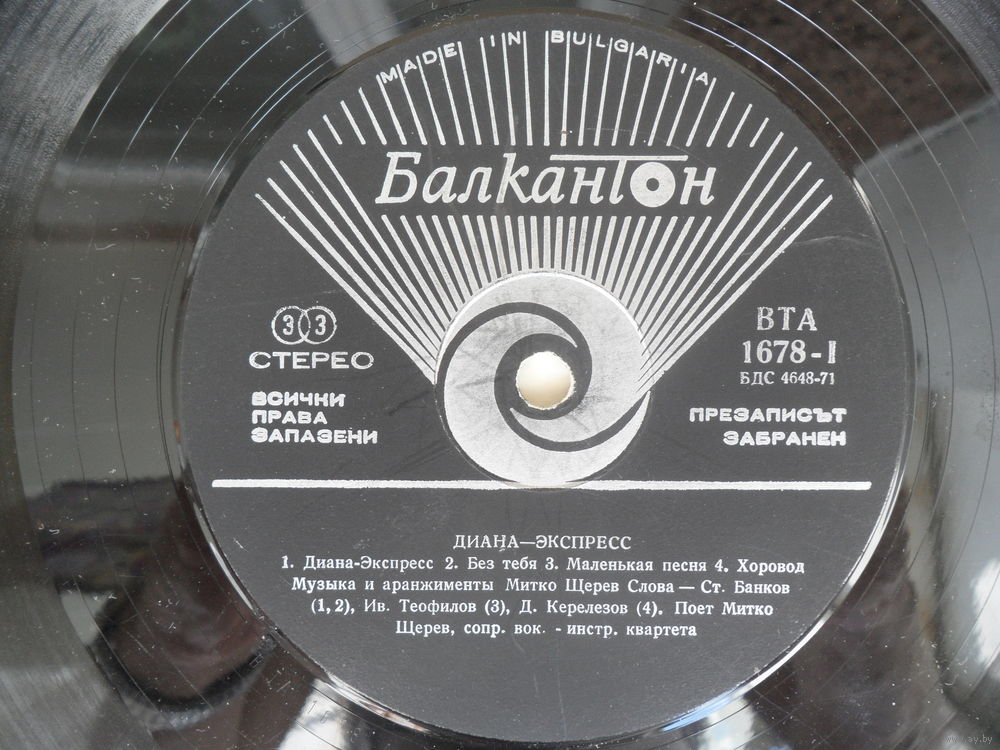 MADE IN BULGARIA
Балкантон
33
СТЕРЕО
ВСИЧКИ
ПРАВА
ЗАПАЗЕНИ
ВТА
1678-I
БДС 4648-71
ПРЕЗАПИСЪТ
ЗАБРАНЕН
ДИАНА—ЭКСПРЕСС
1. Диана-Экспресс 2. Без тебя 3. Маленькая песня 4. Хоровод
Музыка и аранжименты Митко Щерев Слова — Ст. Банков
(1, 2), Ив. Теофилов (3), Д. Керелезов (4). Поет Митко
Щерев, сопр. вок. - инстр. квартета